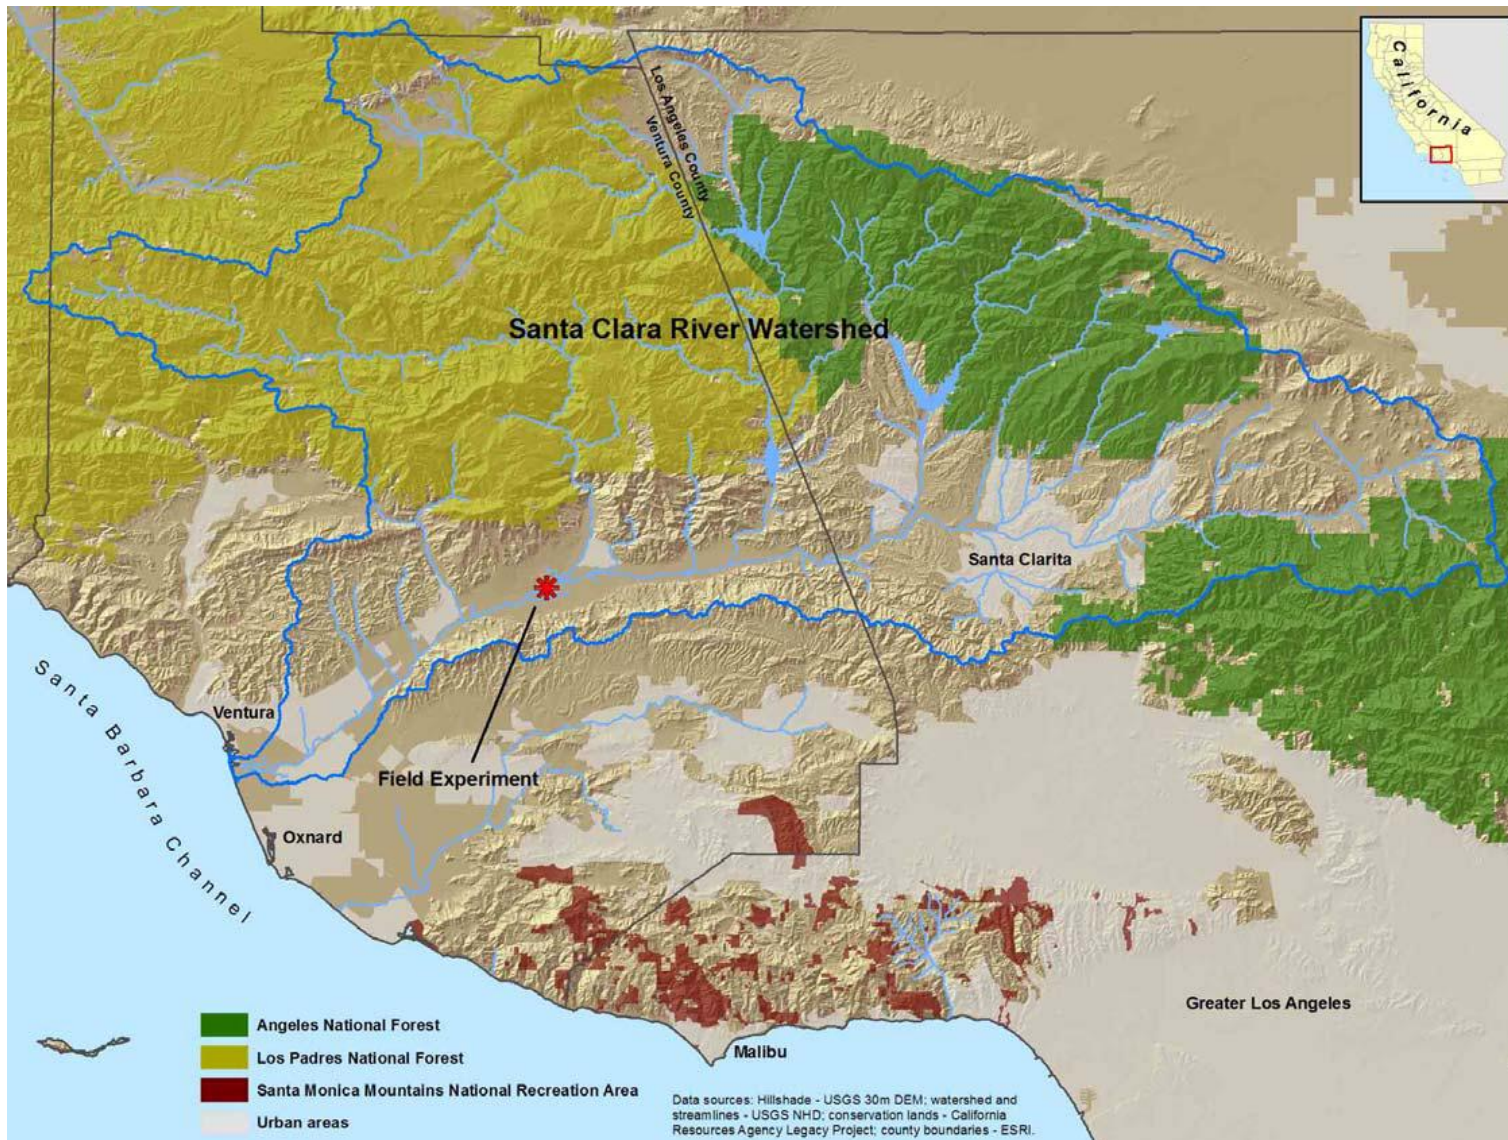 California
Los Angeles County
Ventura County
Santa Clara River Watershed
Santa Clarita
Ventura
Santa Barbara Channel
Field Experiment
Oxnard
Greater Los Angeles
Malibu
Angeles National Forest
Los Padres National Forest
Santa Monica Mountains National Recreation Area
Urban areas
Data sources: Hillshade - USGS 30m DEM; watershed and
streamlines - USGS NHD; conservation lands - California
Resources Agency Legacy Project; county boundaries - ESRI.